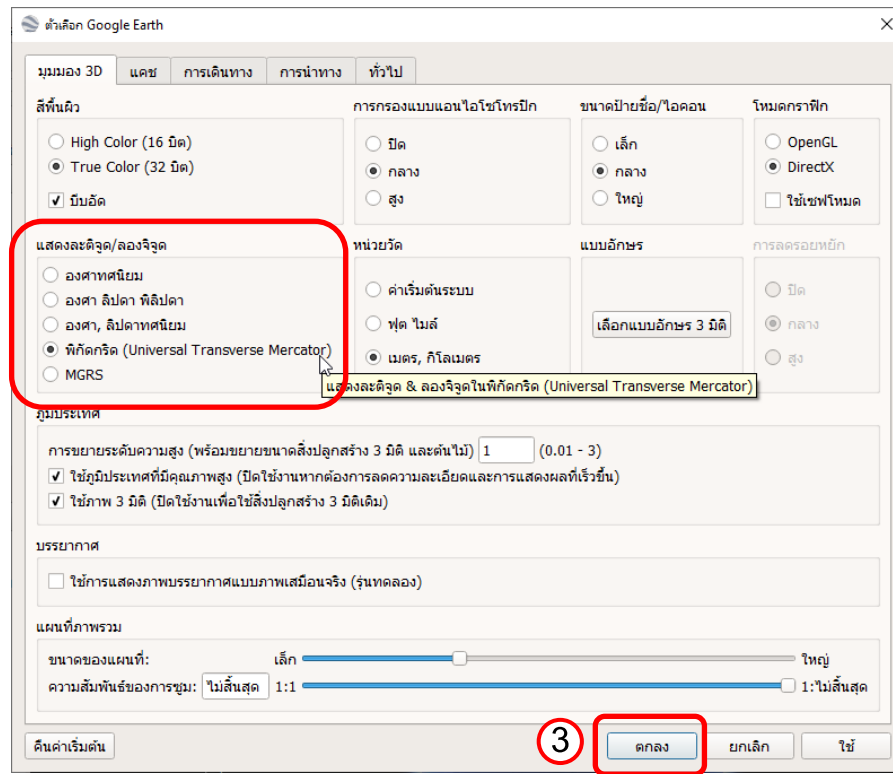 ตัวเลือก Google Earth
มุมมอง 3D
แคช
การเดินทาง
การนำทาง
ทั่วไป
สีพื้นผิว
High Color (16 บิต)
True Color (32 บิต)
บีบอัด
การกรองแบบแอนไอโซโทรปิก
ปิด
กลาง
สูง
ขนาดป้ายชื่อ/ไอคอน
เล็ก
กลาง
ใหญ่
โหมดกราฟิก
OpenGL
DirectX
ใช้เซฟโหมด
แสดงละติจูด/ลองจิจูด
องศาทศนิยม
องศา ลิปดา พิลิปดา
องศา, ลิปดาทศนิยม
พิกัดกริด (Universal Transverse Mercator)
MGRS
หน่วยวัด
ค่าเริ่มต้นระบบ
ฟุต ไมล์
เมตร, กิโลเมตร
แบบอักษร
เลือกแบบอักษร 3 มิติ
การลดรอยหยัก
ปิด
กลาง
สูง
แสดงละติจูด & ลองจิจูดในพิกัดกริด (Universal Transverse Mercator)
ภูมิประเทศ
การขยายระดับความสูง (พร้อมขยายขนาดสิ่งปลูกสร้าง 3 มิติ และต้นไม้) 1 (0.01 - 3)
ใช้ภูมิประเทศที่มีคุณภาพสูง (ปิดใช้งานหากต้องการลดความละเอียดและการแสดงผลที่เร็วขึ้น)
ใช้ภาพ 3 มิติ (ปิดใช้งานเพื่อใช้สิ่งปลูกสร้าง 3 มิติเดิม)
บรรยากาศ
ใช้การแสดงภาพบรรยากาศแบบภาพเสมือนจริง (รุ่นทดลอง)
แผนที่ภาพรวม
ขนาดของแผนที่: เล็ก ใหญ่
ความสัมพันธ์ของการซูม: ไม่สิ้นสุด 1:1 1:ไม่สิ้นสุด
คืนค่าเริ่มต้น
3
ตกลง
ยกเลิก
ใช้